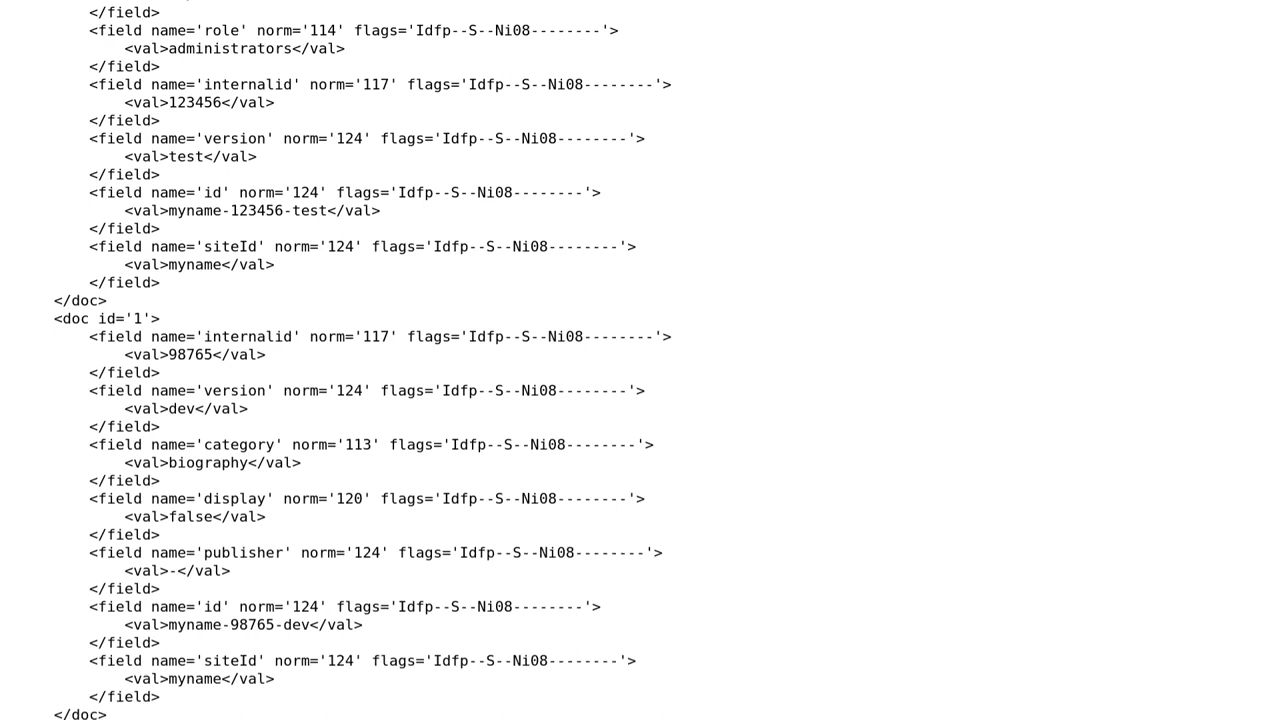 </field>
<field name='role' norm='114' flags='Idfp--S--Ni08--------'>
<val>administrators</val>
</field>
<field name='internalid' norm='117' flags='Idfp--S--Ni08--------'>
<val>123456</val>
</field>
<field name='version' norm='124' flags='Idfp--S--Ni08--------'>
<val>test</val>
</field>
<field name='id' norm='124' flags='Idfp--S--Ni08--------'>
<val>myname-123456-test</val>
</field>
<field name='siteId' norm='124' flags='Idfp--S--Ni08--------'>
<val>myname</val>
</field>
</doc>
<doc id='1'>
<field name='internalid' norm='117' flags='Idfp--S--Ni08--------'>
<val>98765</val>
</field>
<field name='version' norm='124' flags='Idfp--S--Ni08--------'>
<val>dev</val>
</field>
<field name='category' norm='113' flags='Idfp--S--Ni08--------'>
<val>biography</val>
</field>
<field name='display' norm='120' flags='Idfp--S--Ni08--------'>
<val>false</val>
</field>
<field name='publisher' norm='124' flags='Idfp--S--Ni08--------'>
<val>-</val>
</field>
<field name='id' norm='124' flags='Idfp--S--Ni08--------'>
<val>myname-98765-dev</val>
</field>
<field name='siteId' norm='124' flags='Idfp--S--Ni08--------'>
<val>myname</val>
</field>
</doc>